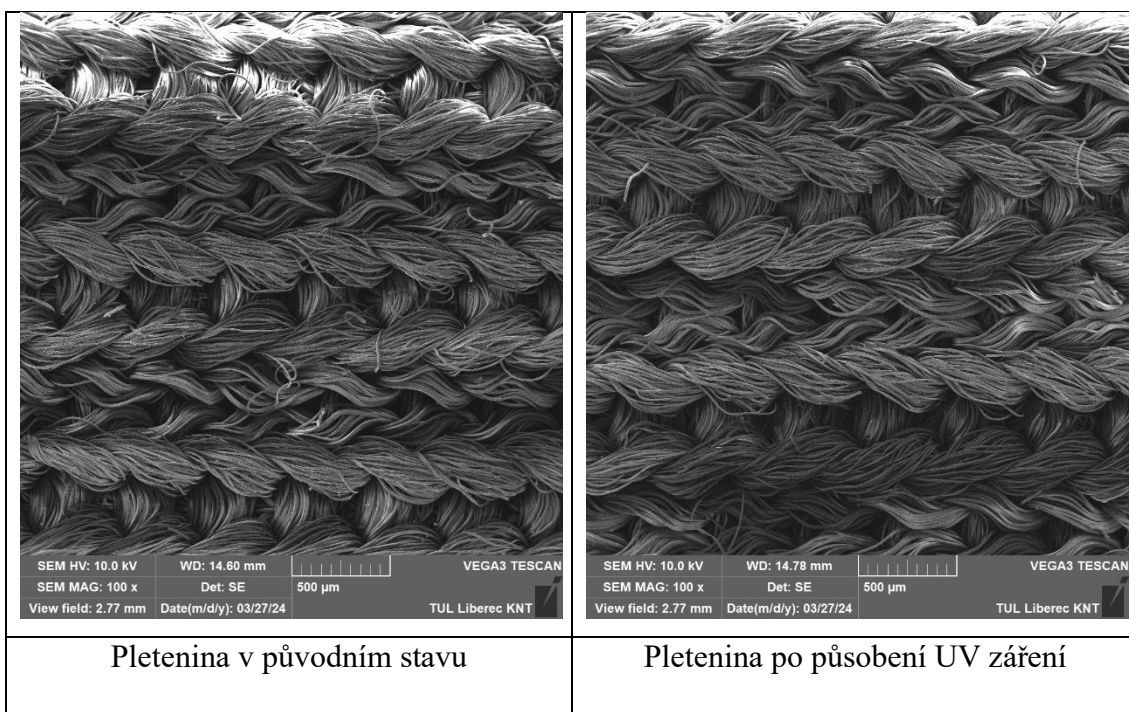 SEM HV: 10.0 kV WD: 14.60 mm VEGA3 TESCAN
SEM MAG: 100 x Det: SE 500 µm
View field: 2.77 mm Date(m/d/y): 03/27/24 TUL Liberec KNT
SEM HV: 10.0 kV WD: 14.78 mm VEGA3 TESCAN
SEM MAG: 100 x Det: SE 500 µm
View field: 2.77 mm Date(m/d/y): 03/27/24 TUL Liberec KNT
Pletenina v původním stavu
Pletenina po působení UV záření